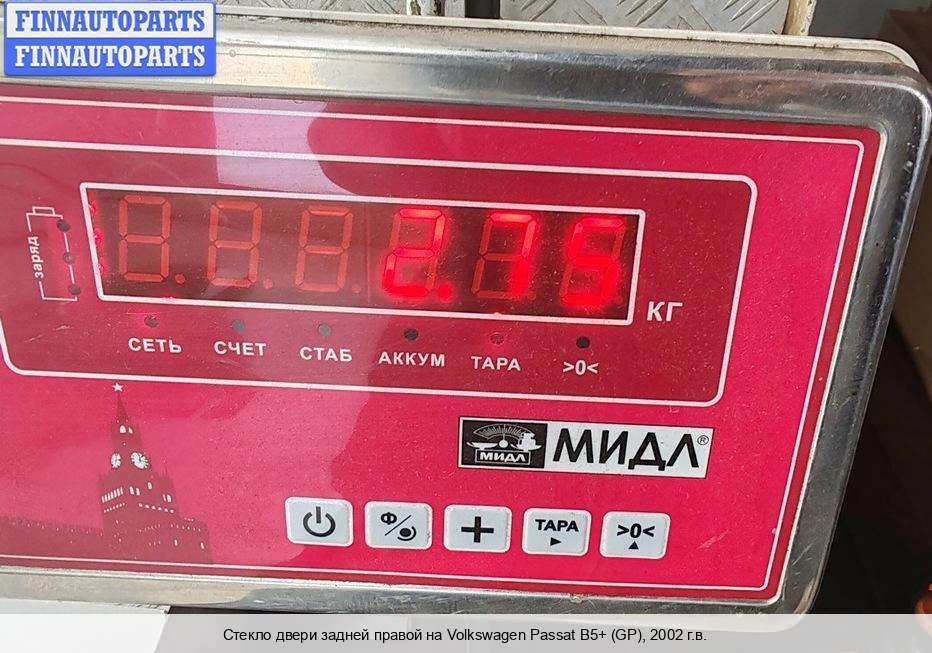 FINNAUTOPARTS
FINNAUTOPARTS
заряд
2.75
КГ
СЕТЬ СЧЕТ СТАБ АККУМ ТАРА >0<
МИДЛ МИДЛ®
Ф/ + ТАРА >0<
Стекло двери задней правой на Volkswagen Passat B5+ (GP), 2002 г.в.